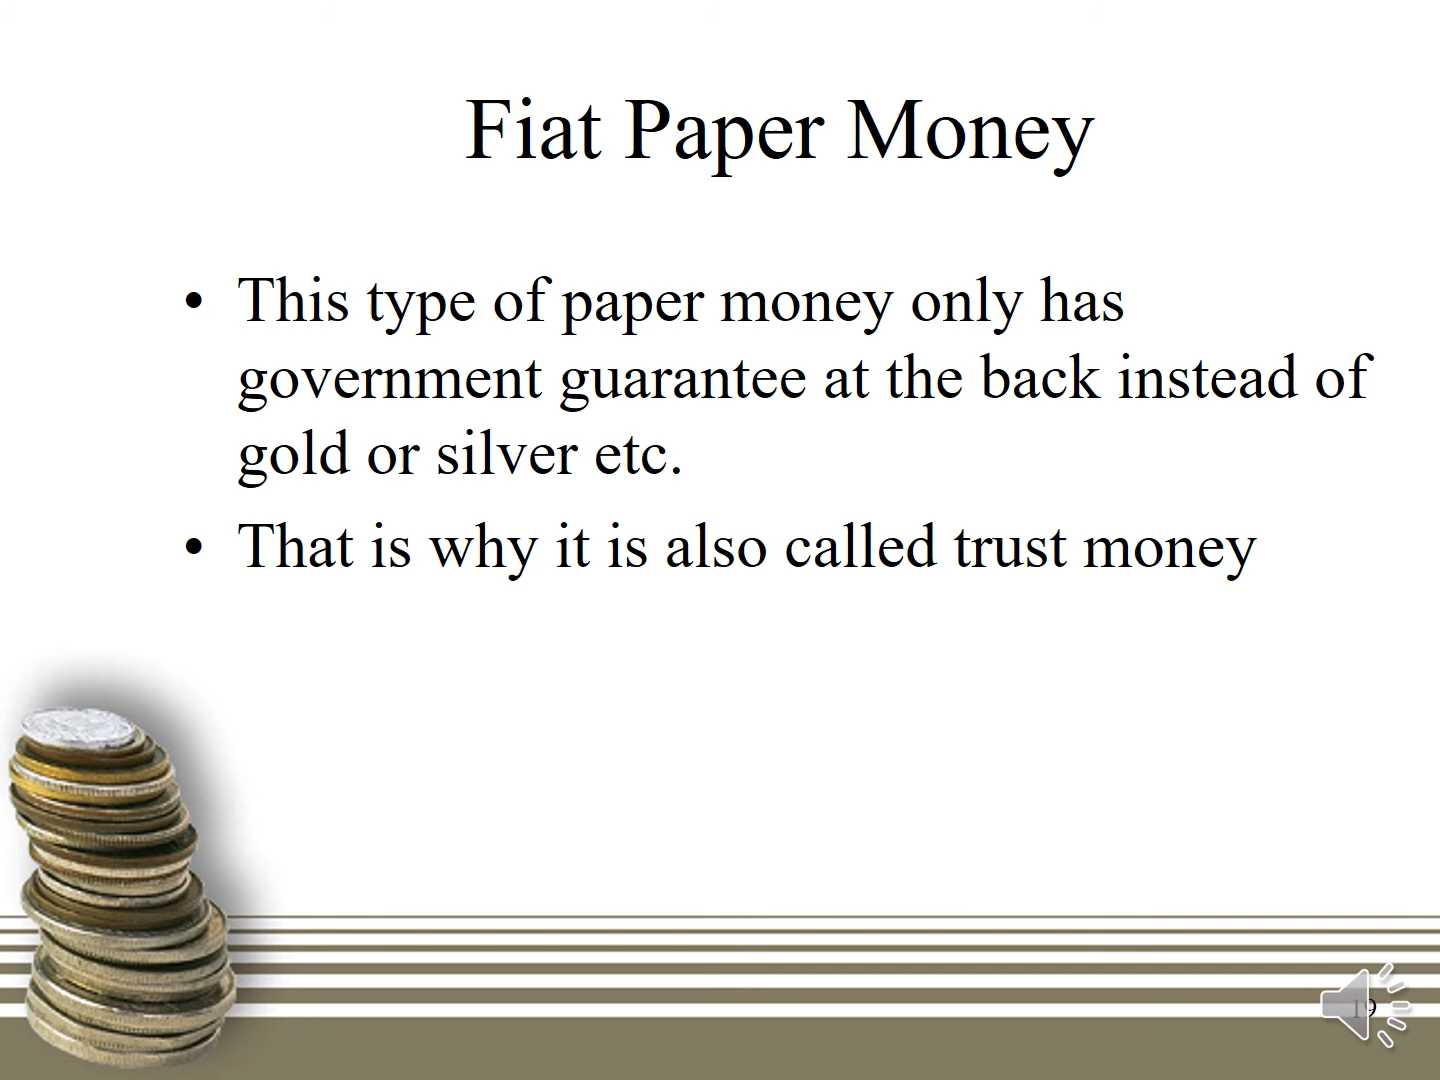 Fiat Paper Money
• This type of paper money only has
government guarantee at the back instead of
gold or silver etc.
• That is why it is also called trust money
19